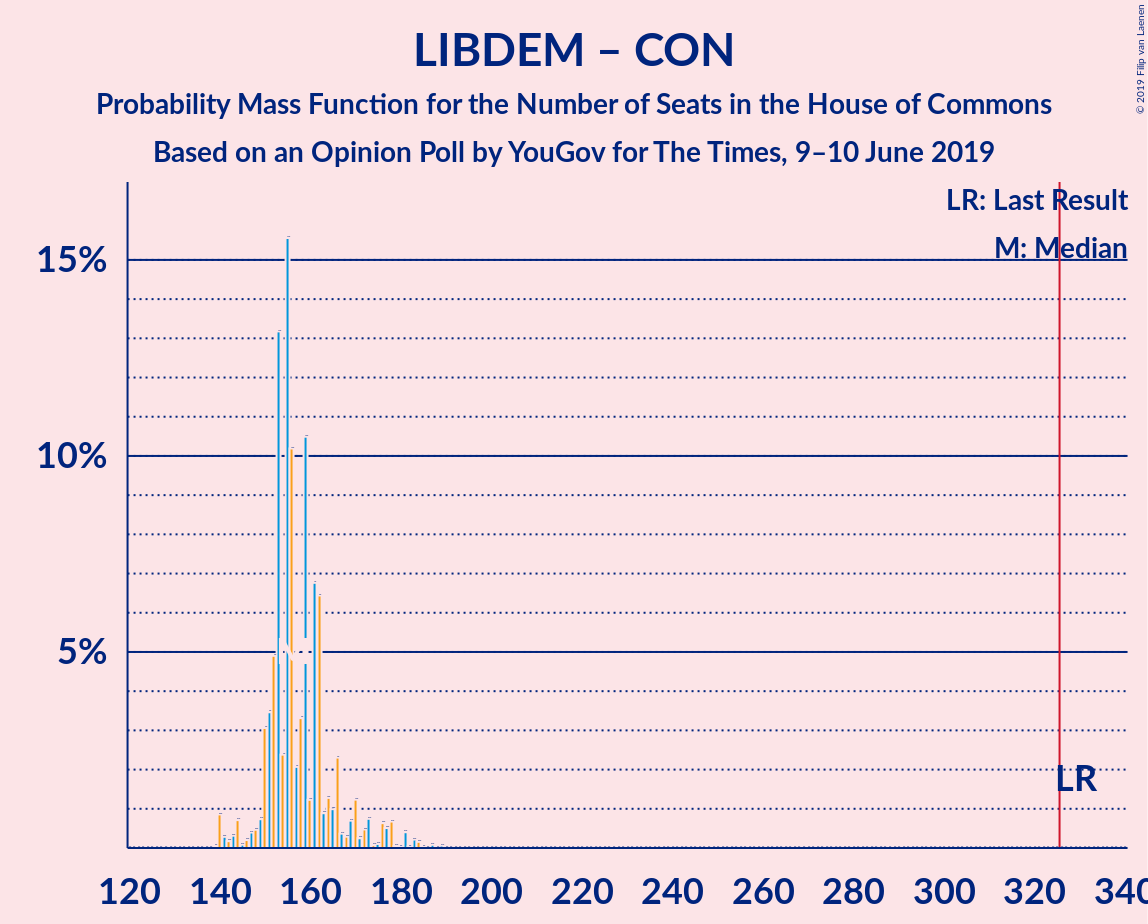 LIBDEM – CON
Probability Mass Function for the Number of Seats in the House of Commons
Based on an Opinion Poll by YouGov for The Times, 9–10 June 2019
© 2019 Filip van Laenen
LR: Last Result
M: Median
15%
10%
5%
M
LR
120 140 160 180 200 220 240 260 280 300 320 340